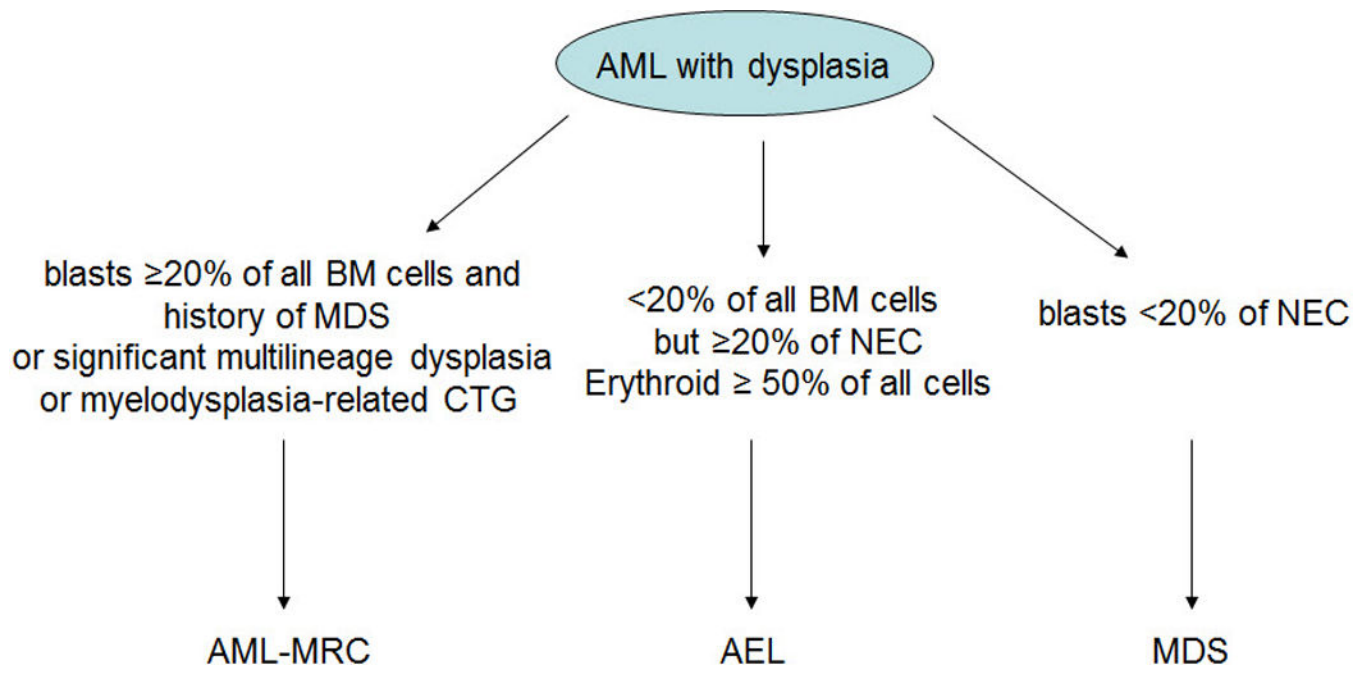 AML with dysplasia
blasts ≥20% of all BM cells and
history of MDS
or significant multilineage dysplasia
or myelodysplasia-related CTG
<20% of all BM cells
but ≥20% of NEC
Erythroid ≥ 50% of all cells
blasts <20% of NEC
AML-MRC
AEL
MDS